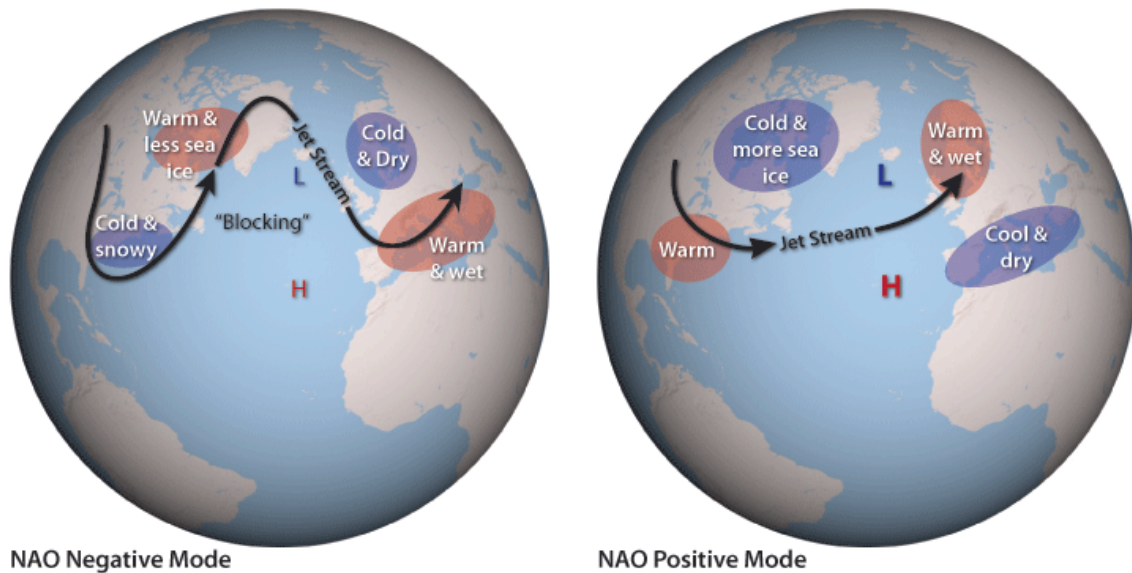 Warm &
less sea
ice
Jet Stream
Cold
& Dry
L
"Blocking"
Cold &
snowy
Warm
& wet
H
NAO Negative Mode
Cold &
more sea
ice
Warm
& wet
L
Warm
Jet Stream
Cool &
dry
H
NAO Positive Mode